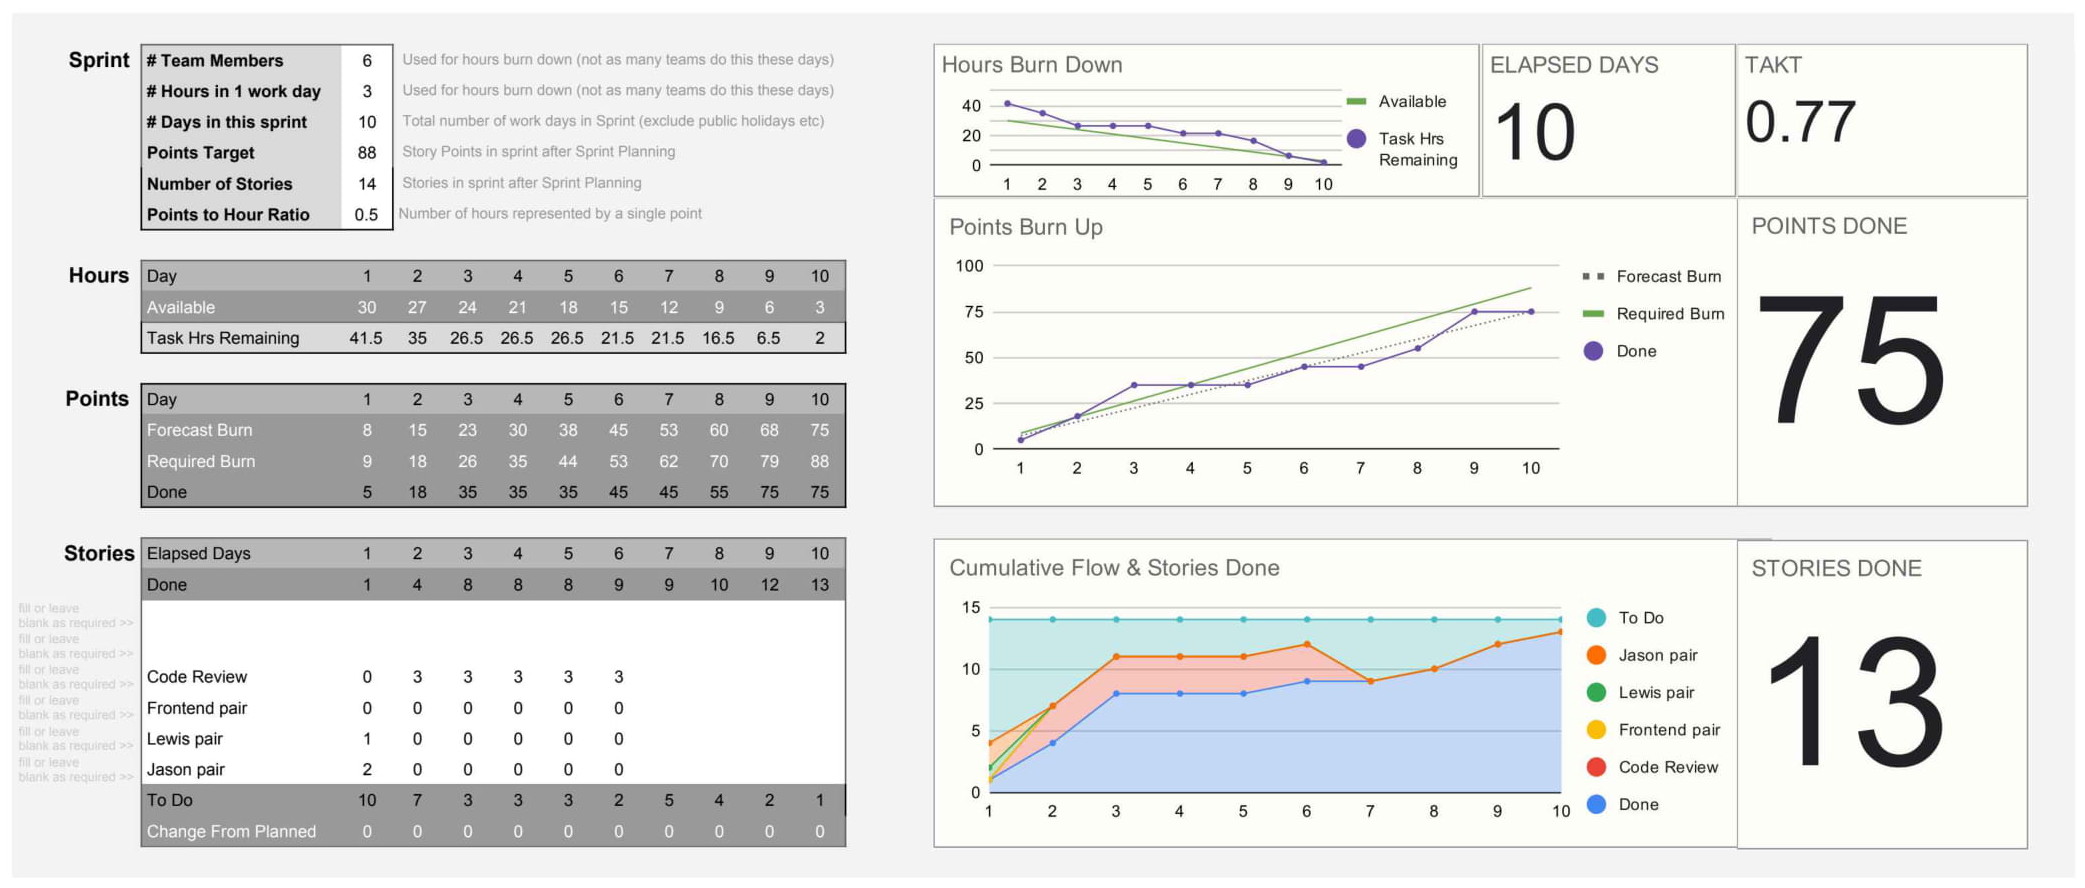 Sprint
# Team Members 6 Used for hours burn down (not as many teams do this these days)
# Hours in 1 work day 3 Used for hours burn down (not as many teams do this these days)
# Days in this sprint 10 Total number of work days in Sprint (exclude public holidays etc)
Points Target 88 Story Points in sprint after Sprint Planning
Number of Stories 14 Stories in sprint after Sprint Planning
Points to Hour Ratio 0.5 Number of hours represented by a single point
Hours
Day 1 2 3 4 5 6 7 8 9 10
Available 30 27 24 21 18 15 12 9 6 3
Task Hrs Remaining 41.5 35 26.5 26.5 26.5 21.5 21.5 16.5 6.5 2
Points
Day 1 2 3 4 5 6 7 8 9 10
Forecast Burn 8 15 23 30 38 45 53 60 68 75
Required Burn 9 18 26 35 44 53 62 70 79 88
Done 5 18 35 35 35 45 45 55 75 75
Stories
Elapsed Days 1 2 3 4 5 6 7 8 9 10
Done 1 4 8 8 8 9 9 10 12 13
fill or leave
blank as required >>
fill or leave
blank as required >>
fill or leave
blank as required >>
Code Review 0 3 3 3 3 3
fill or leave
blank as required >>
Frontend pair 0 0 0 0 0 0
fill or leave
blank as required >>
Lewis pair 1 0 0 0 0 0
fill or leave
blank as required >>
Jason pair 2 0 0 0 0 0
To Do 10 7 3 3 3 2 5 4 2 1
Change From Planned 0 0 0 0 0 0 0 0 0 0
Hours Burn Down
40
20
0
1 2 3 4 5 6 7 8 9 10
Available
Task Hrs
Remaining
ELAPSED DAYS
10
TAKT
0.77
Points Burn Up
100
75
50
25
0
1 2 3 4 5 6 7 8 9 10
Forecast Burn
Required Burn
Done
POINTS DONE
75
Cumulative Flow & Stories Done
15
10
5
0
1 2 3 4 5 6 7 8 9 10
To Do
Jason pair
Lewis pair
Frontend pair
Code Review
Done
STORIES DONE
13